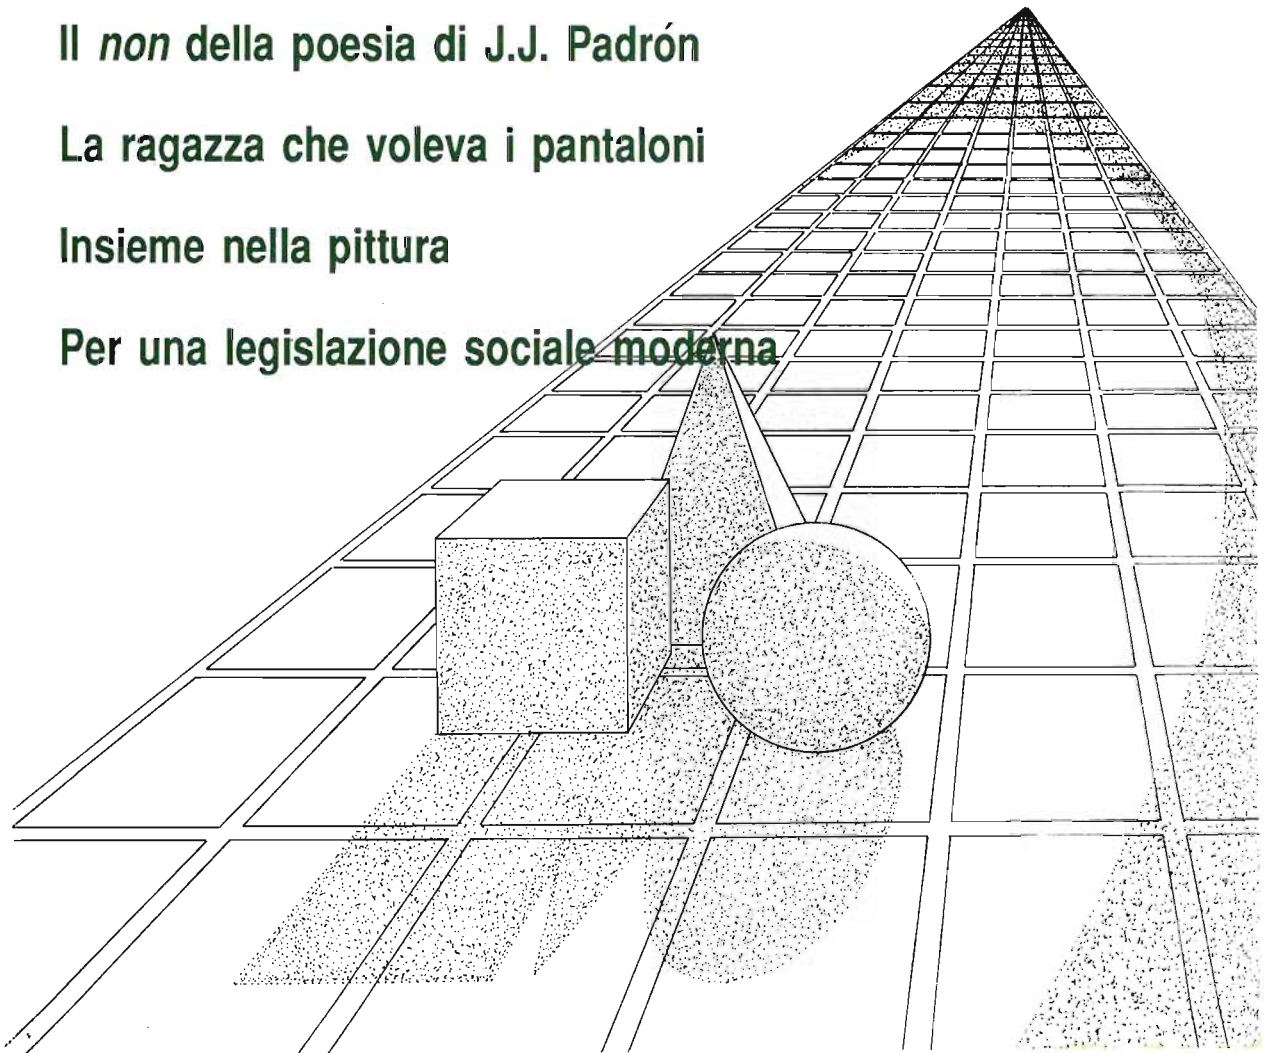 Il non della poesia di J.J. Padrón
La ragazza che voleva i pantaloni
Insieme nella pittura
Per una legislazione sociale moderna